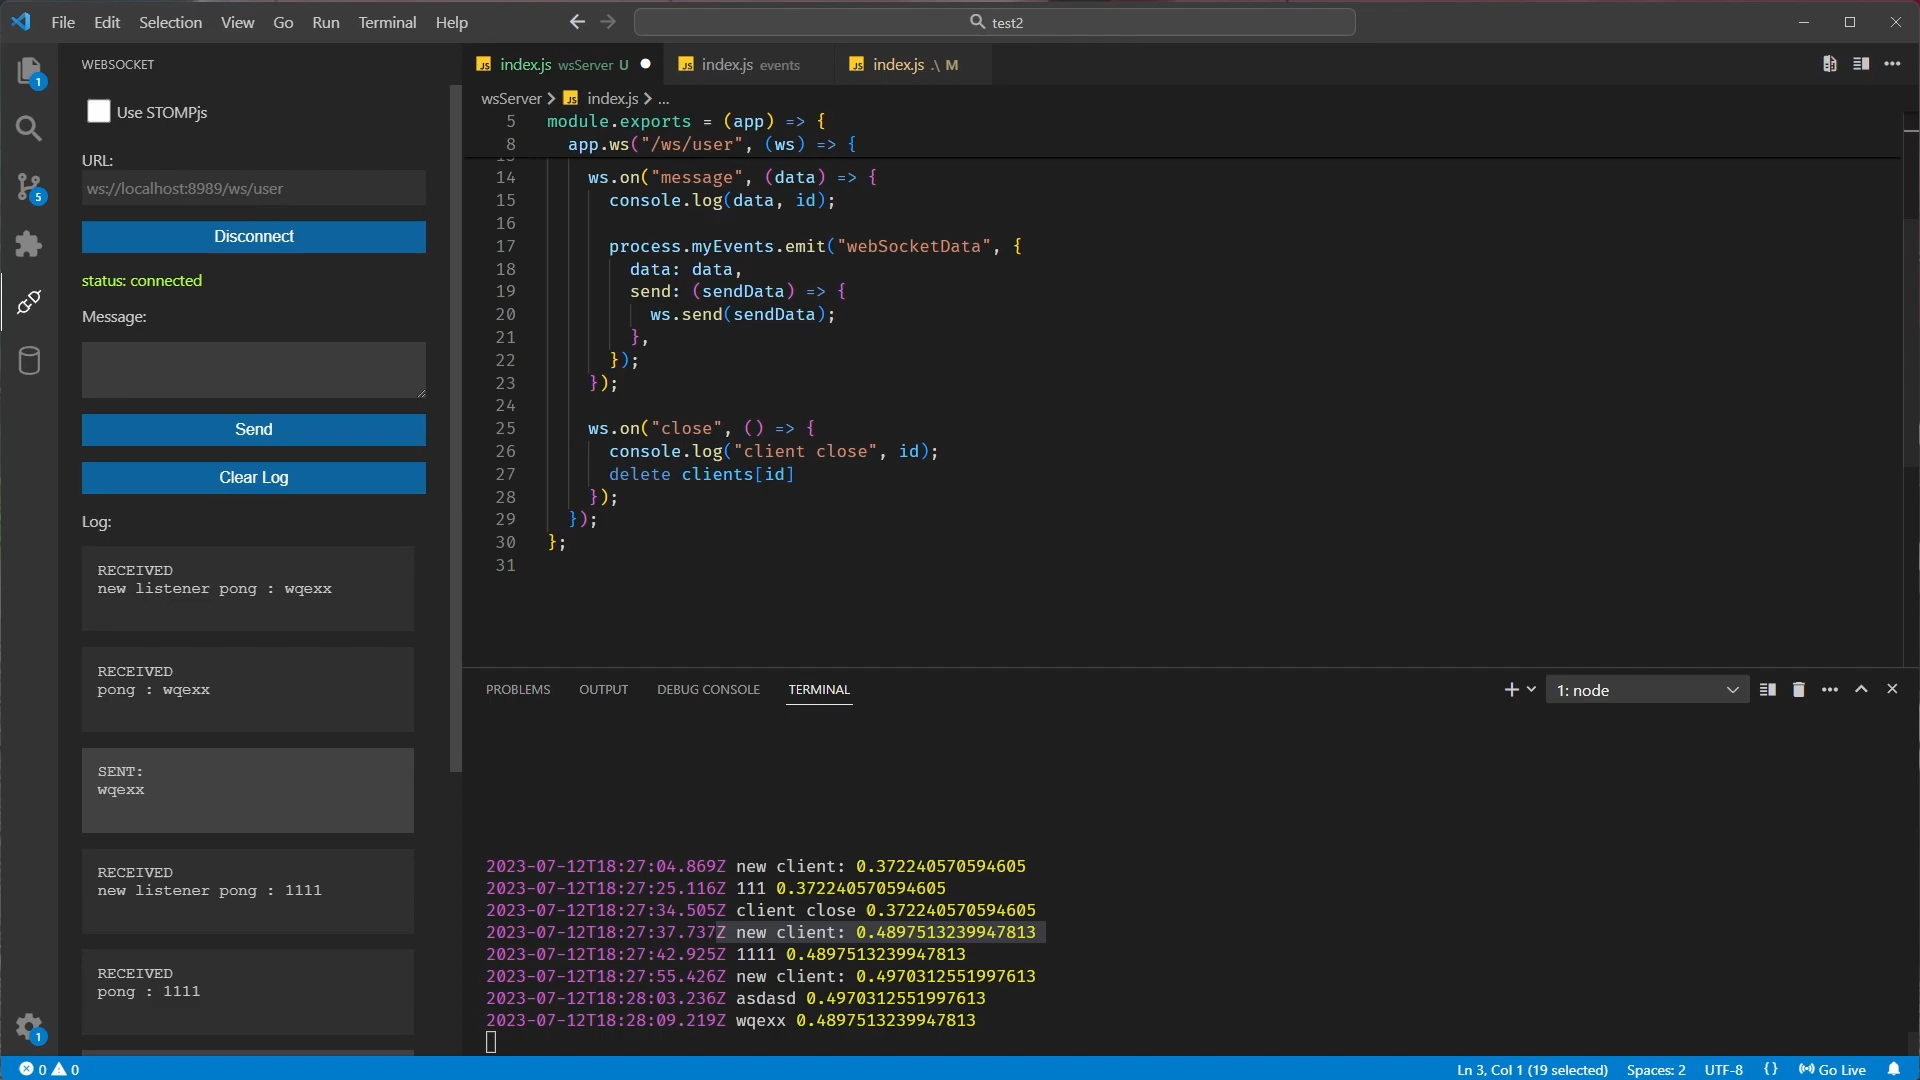 File Edit Selection View Go Run Terminal Help
test2
WEBSOCKET
Use STOMPjs
URL:
ws://localhost:8989/ws/user
Disconnect
status: connected
Message:
Send
Clear Log
Log:
RECEIVED
new listener pong : wqexx
RECEIVED
pong : wqexx
SENT:
wqexx
RECEIVED
new listener pong : 1111
RECEIVED
pong : 1111
1
5
1
index.js wsServer U
index.js events
index.js .\ M
wsServer > index.js > ...
5 module.exports = (app) => {
8 app.ws("/ws/user", (ws) => {
14 ws.on("message", (data) => {
15 console.log(data, id);
16
17 process.myEvents.emit("webSocketData", {
18 data: data,
19 send: (sendData) => {
20 ws.send(sendData);
21 },
22 });
23 });
24
25 ws.on("close", () => {
26 console.log("client close", id);
27 delete clients[id]
28 });
29 });
30 };
31
PROBLEMS OUTPUT DEBUG CONSOLE TERMINAL
1: node
2023-07-12T18:27:04.869Z new client: 0.372240570594605
2023-07-12T18:27:25.116Z 111 0.372240570594605
2023-07-12T18:27:34.505Z client close 0.372240570594605
2023-07-12T18:27:37.737Z new client: 0.4897513239947813
2023-07-12T18:27:42.925Z 1111 0.4897513239947813
2023-07-12T18:27:55.426Z new client: 0.4970312551997613
2023-07-12T18:28:03.236Z asdasd 0.4970312551997613
2023-07-12T18:28:09.219Z wqexx 0.4897513239947813
0 0
Ln 3, Col 1 (19 selected) Spaces: 2 UTF-8 {} Go Live